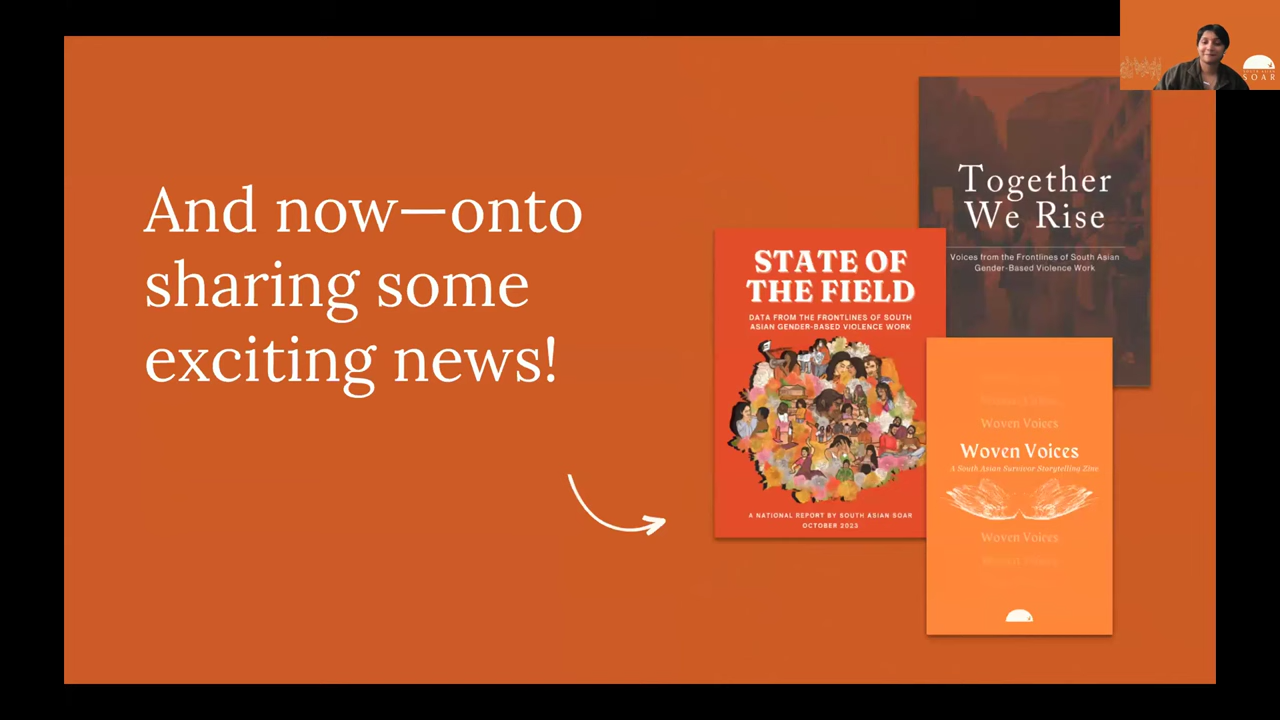 And now—onto
sharing some
exciting news!
SOAR
Together
We Rise
Voices from the Frontlines of South Asian
Gender-Based Violence Work
STATE OF
THE FIELD
DATA FROM THE FRONTLINES OF SOUTH
ASIAN GENDER-BASED VIOLENCE WORK
A NATIONAL REPORT BY SOUTH ASIAN SOAR
OCTOBER 2023
Woven Voices
Woven Voices
A South Asian Survivor Storytelling Zine
Woven Voices